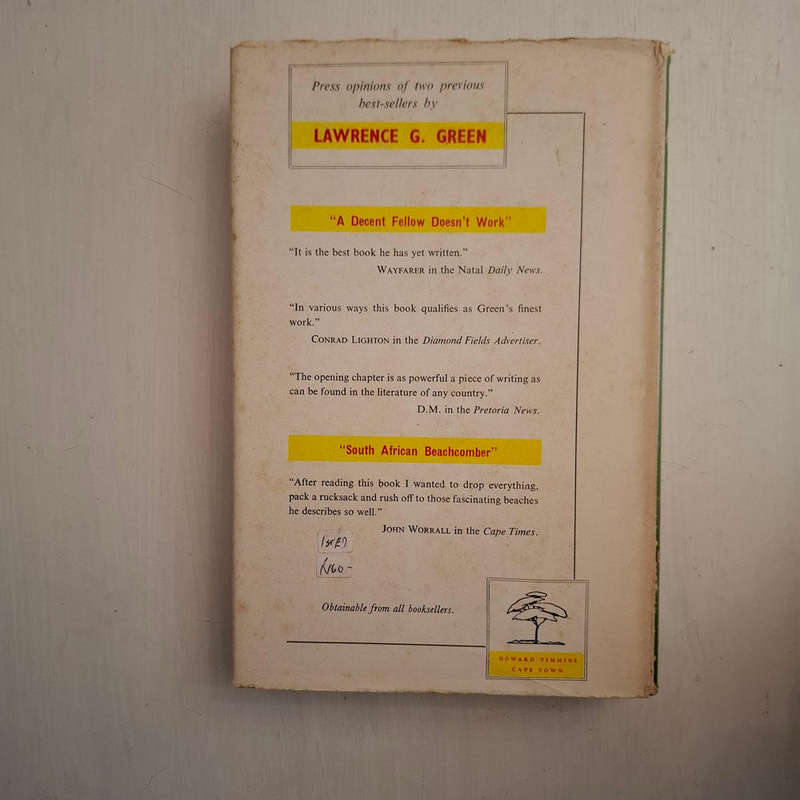 Press opinions of two previous
best-sellers by
LAWRENCE G. GREEN
"A Decent Fellow Doesn't Work"
"It is the best book he has yet written."
WAYFARER in the Natal Daily News.
"In various ways this book qualifies as Green's finest
work."
CONRAD LIGHTON in the Diamond Fields Advertiser.
"The opening chapter is as powerful a piece of writing as
can be found in the literature of any country."
D.M. in the Pretoria News.
"South African Beachcomber"
"After reading this book I wanted to drop everything,
pack a rucksack and rush off to those fascinating beaches
he describes so well."
JOHN WORRALL in the Cape Times.
1st ED
R160-
Obtainable from all booksellers.
HOWARD TIMMINS
CAPE TOWN